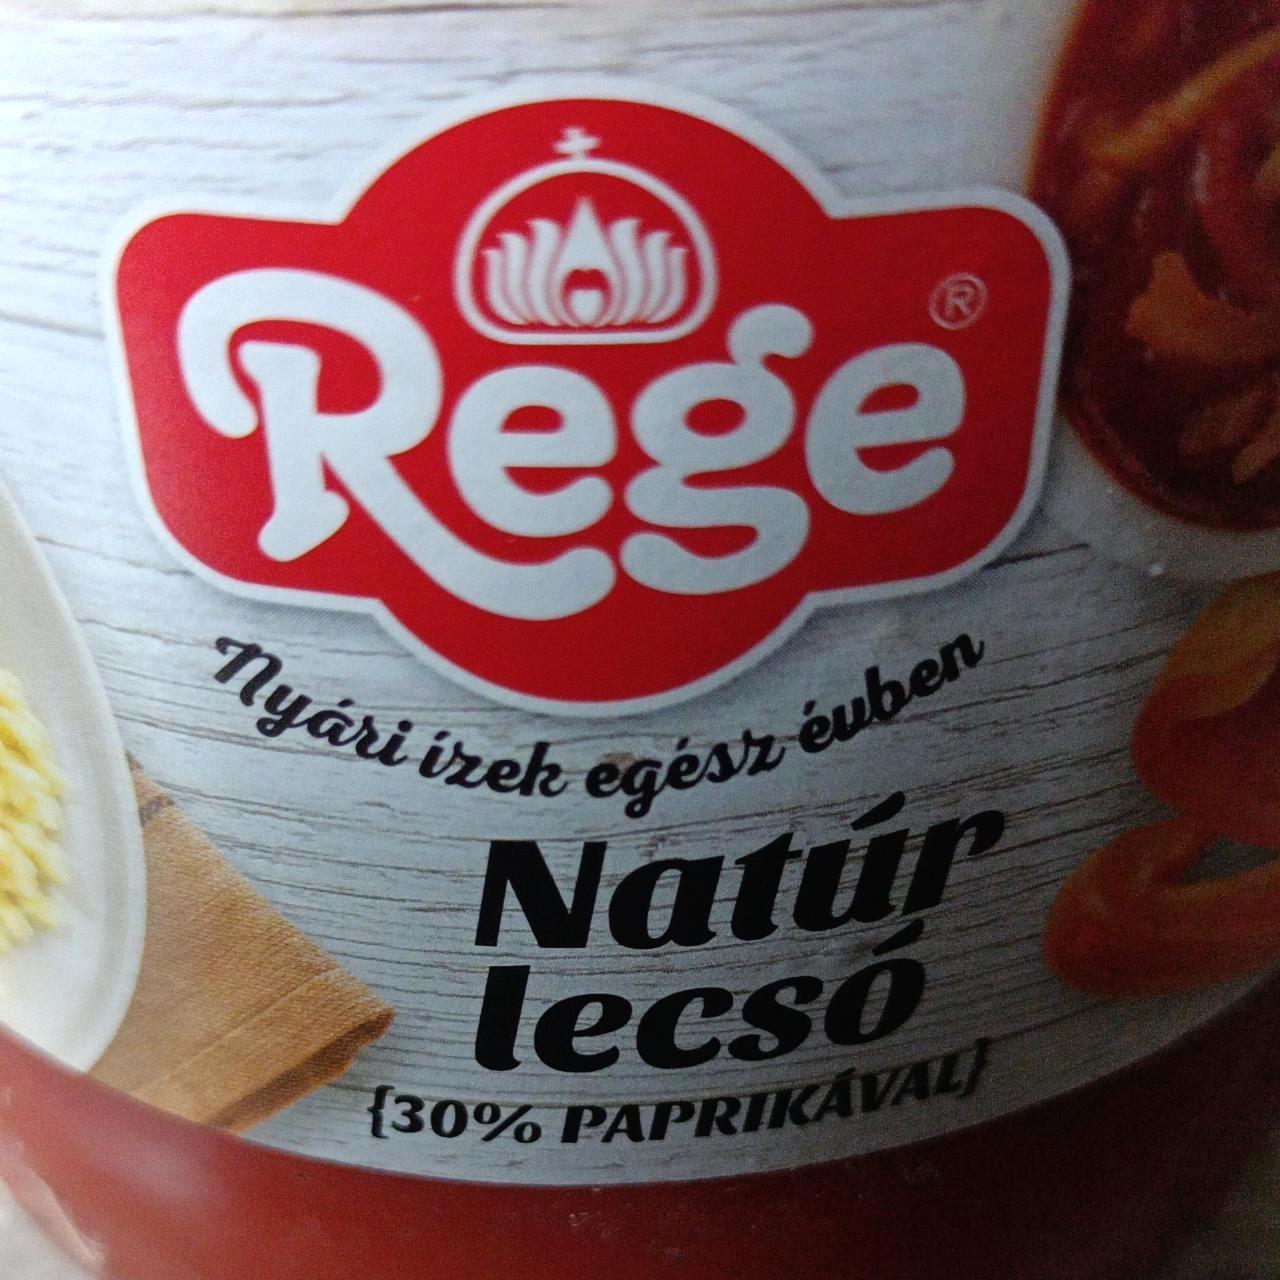 Rege®
Nyári ízek egész évben
Natúr
lecsó
{30% PAPRIKÁVAL}